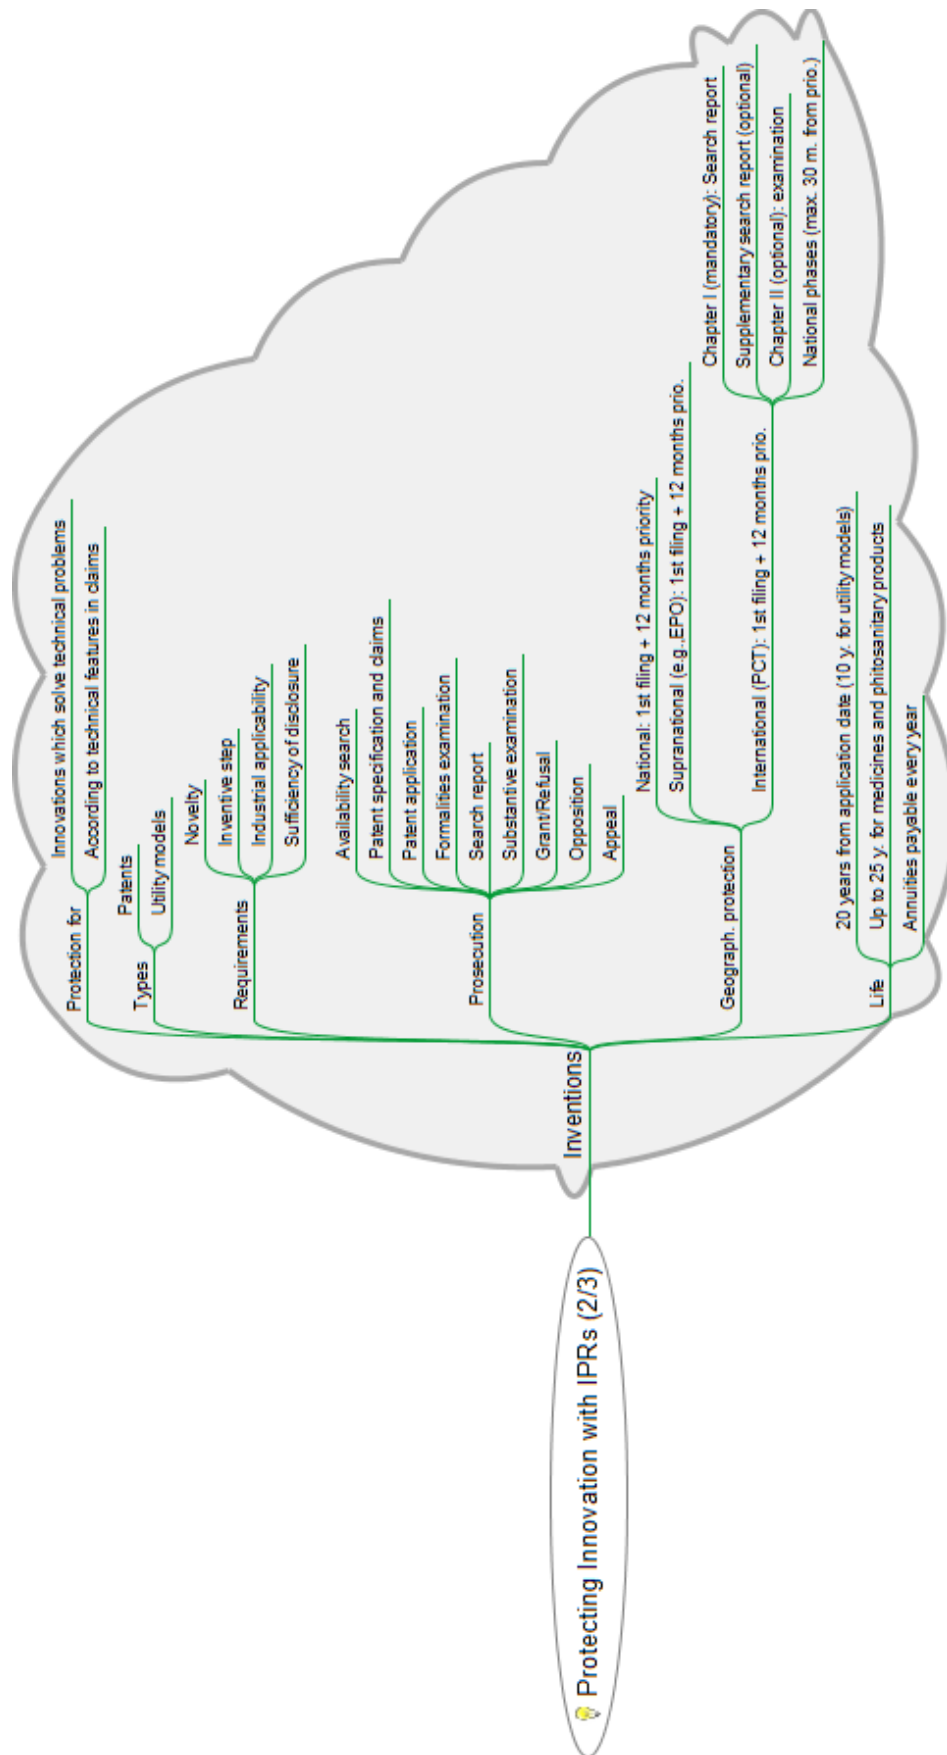 Protecting Innovation with IPRs (2/3)
Inventions
Protection for
Innovations which solve technical problems
According to technical features in claims
Types
Patents
Utility models
Requirements
Novelty
Inventive step
Industrial applicability
Sufficiency of disclosure
Prosecution
Availability search
Patent specification and claims
Patent application
Formalities examination
Search report
Substantive examination
Grant/Refusal
Opposition
Appeal
Geograph. protection
National: 1st filing + 12 months priority
Supranational (e.g.,EPO): 1st filing + 12 months prio.
International (PCT): 1st filing + 12 months prio.
Chapter I (mandatory): Search report
Supplementary search report (optional)
Chapter II (optional): examination
National phases (max. 30 m. from prio.)
Life
20 years from application date (10 y. for utility models)
Up to 25 y. for medicines and phitosanitary products
Annuities payable every year